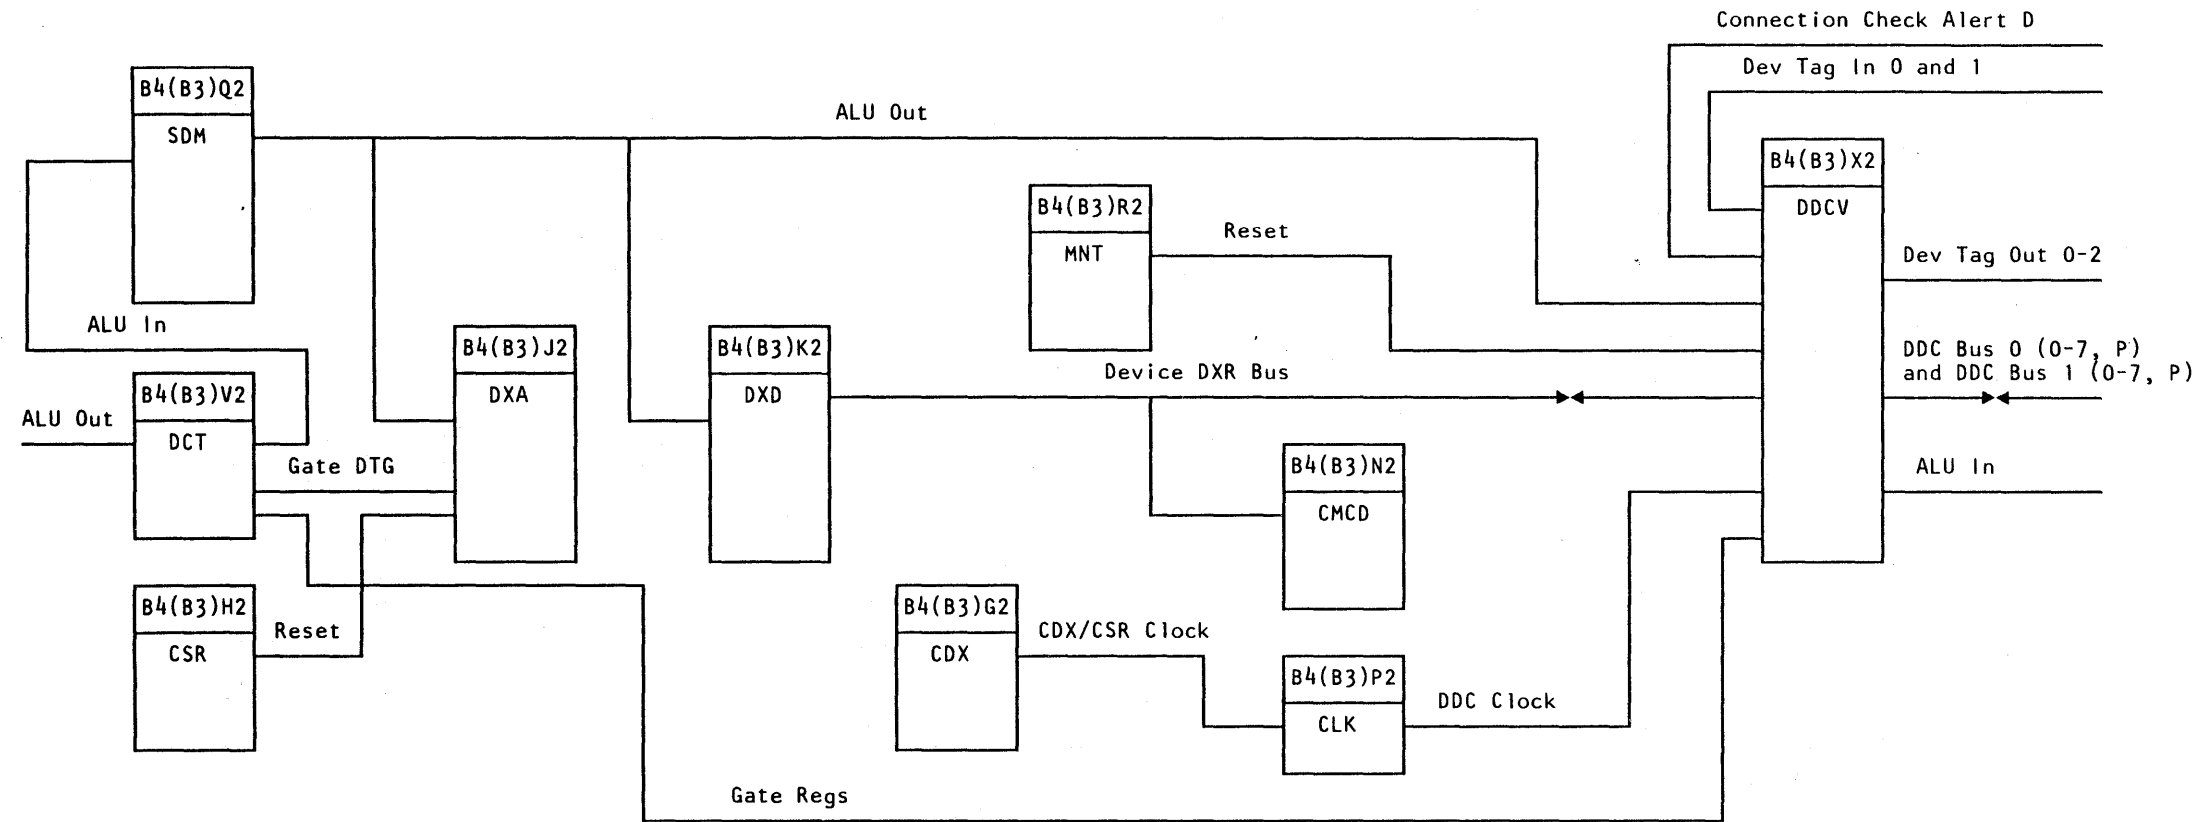 Connection Check Alert D
Dev Tag In 0 and 1
B4(B3)Q2
SDM
ALU Out
B4(B3)X2
DDCV
B4(B3)R2
MNT
Reset
Dev Tag Out 0-2
ALU In
B4(B3)J2
DXA
B4(B3)K2
DXD
Device DXR Bus
DDC Bus 0 (0-7, P)
and DDC Bus 1 (0-7, P)
B4(B3)V2
DCT
ALU Out
Gate DTG
B4(B3)N2
CMCD
ALU In
B4(B3)H2
CSR
Reset
B4(B3)G2
CDX
CDX/CSR Clock
B4(B3)P2
CLK
DDC Clock
Gate Regs